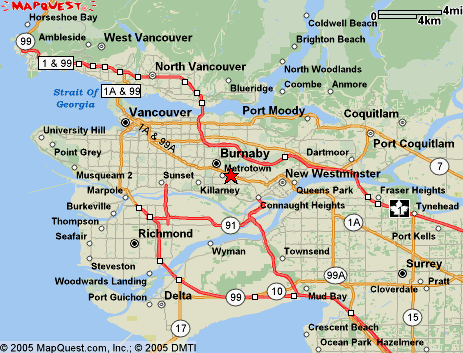 MAPQUEST
Horseshoe Bay
0 4mi
4km
Coldwell Beach
Ambleside
West Vancouver
Brighton Beach
99
1 & 99
North Vancouver
North Woodlands
Coombe
Anmore
Blueridge
Strait Of
Georgia
1A & 99
Port Moody
Coquitlam
Vancouver
1A & 99A
University Hill
Port Coquitlam
Point Grey
Burnaby
Dartmoor
Metrotown
7
Musqueam 2
Sunset
New Westminster
Marpole
Killarney
Queens Park
Fraser Heights
Burkeville
Connaught Heights
Tynehead
Thompson
91
1A
Port Kells
Seafair
Richmond
Wyman
Townsend
Steveston
Surrey
Woodwards Landing
99A
Pratt
Port Guichon
Delta
99
10
Mud Bay
Cloverdale
17
15
Crescent Beach
Ocean Park
Hazelmere
© 2005 MapQuest.com, Inc.; © 2005 DMTI